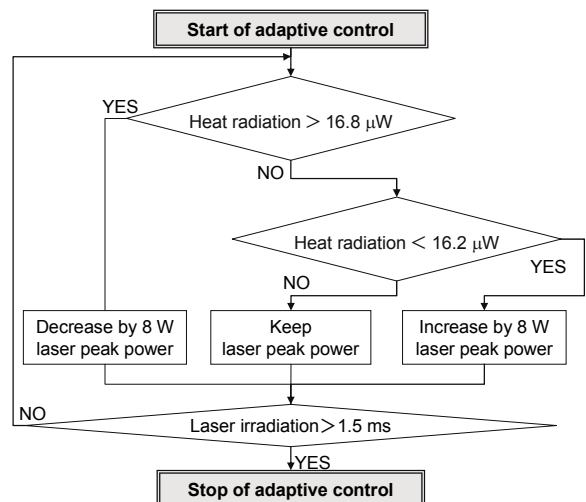 Start of adaptive control
YES
Heat radiation > 16.8 μW
NO
Heat radiation < 16.2 μW
YES
NO
Decrease by 8 W
laser peak power
Keep
laser peak power
Increase by 8 W
laser peak power
NO
Laser irradiation>1.5 ms
YES
Stop of adaptive control